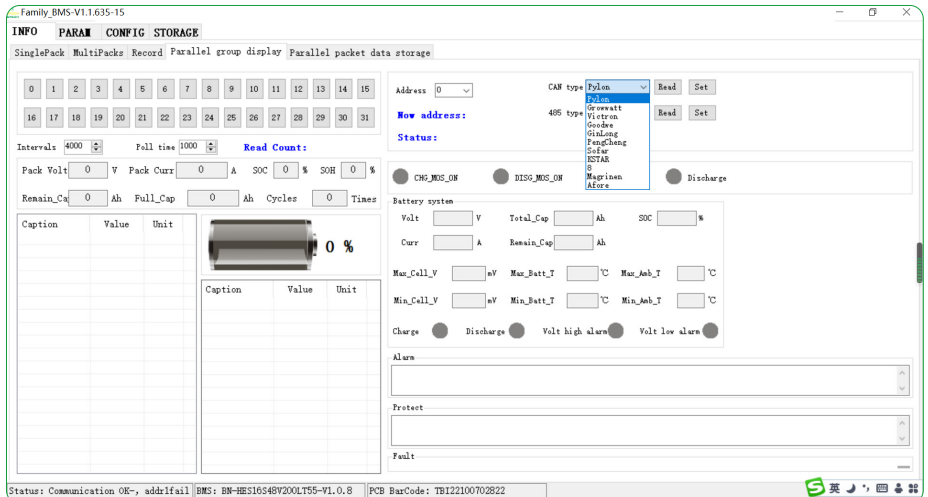 Family_BMS-V1.1.635-15
INFO PARAM CONFIG STORAGE
SinglePack MultiPacks Record Parallel group display Parallel packet data storage
0 1 2 3 4 5 6 7 8 9 10 11 12 13 14 15
16 17 18 19 20 21 22 23 24 25 26 27 28 29 30 31
Intervals 4000 Poll time 1000 Read Count:
Pack Volt 0 V Pack Curr 0 A SOC 0 % SOH 0 %
Remain_Ca 0 Ah Full_Cap 0 Ah Cycles 0 Times
Caption Value Unit
0 %
Caption Value Unit
Address 0 CAN type Pylon Read Set
Now address: 485 type Read Set
Status:
Pylon
Growwatt
Victron
Goodwe
GinLong
PengCheng
Sofar
ESTAR
8
Magrinen
Afore
CHG_MOS_ON DISG_MOS_ON Discharge
Battery system
Volt V Total_Cap Ah SOC %
Curr A Remain_Cap Ah
Max_Cell_V mV Max_Batt_T ℃ Max_Amb_T ℃
Min_Cell_V mV Min_Batt_T ℃ Min_Amb_T ℃
Charge Discharge Volt high alarm Volt low alarm
Alarm
Protect
Fault
Status: Communication OK-, addr1fail BMS: BN-HES16S48V200LT55-V1.0.8 PCB BarCode: TBI22100702822
S 英